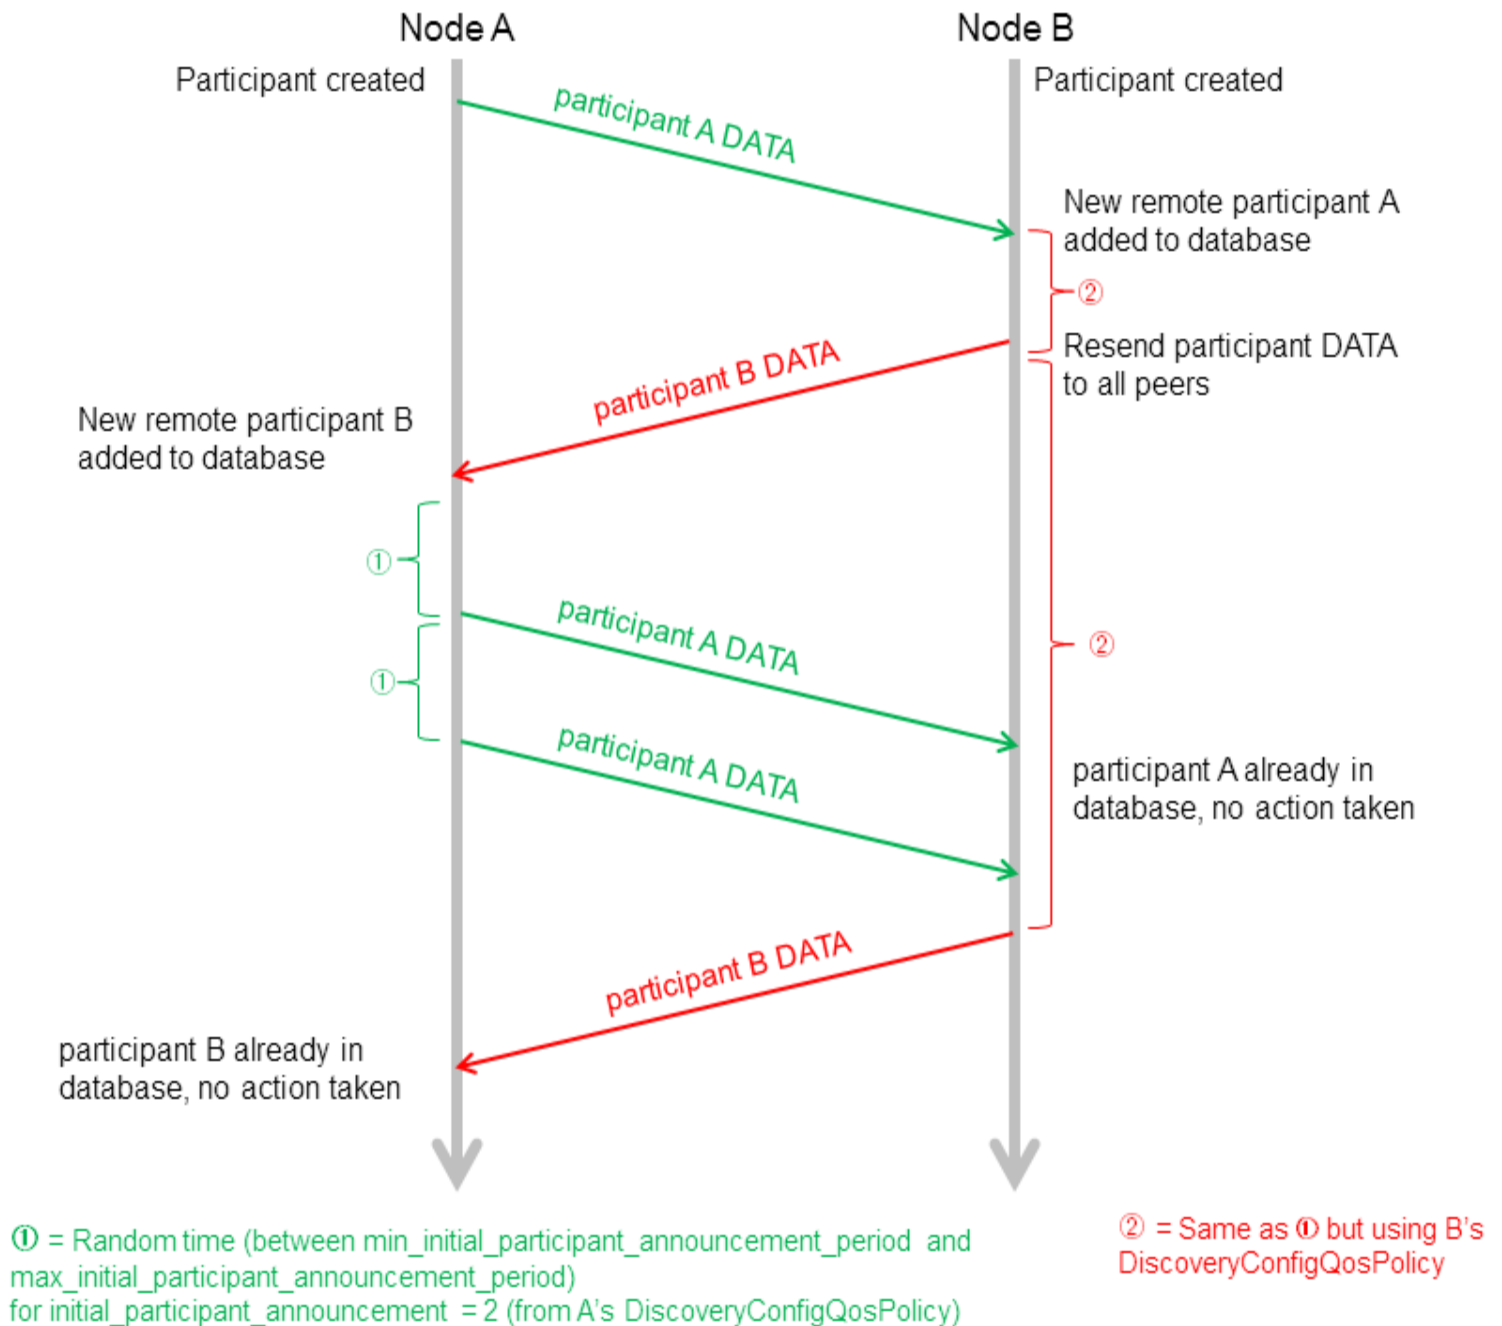 Node A
Node B
Participant created
Participant created
participant A DATA
New remote participant A
added to database
②
Resend participant DATA
to all peers
participant B DATA
New remote participant B
added to database
①
participant A DATA
②
①
participant A DATA
participant A already in
database, no action taken
participant B DATA
participant B already in
database, no action taken
① = Random time (between min_initial_participant_announcement_period and
max_initial_participant_announcement_period)
for initial_participant_announcement = 2 (from A's DiscoveryConfigQosPolicy)
② = Same as ① but using B's
DiscoveryConfigQosPolicy